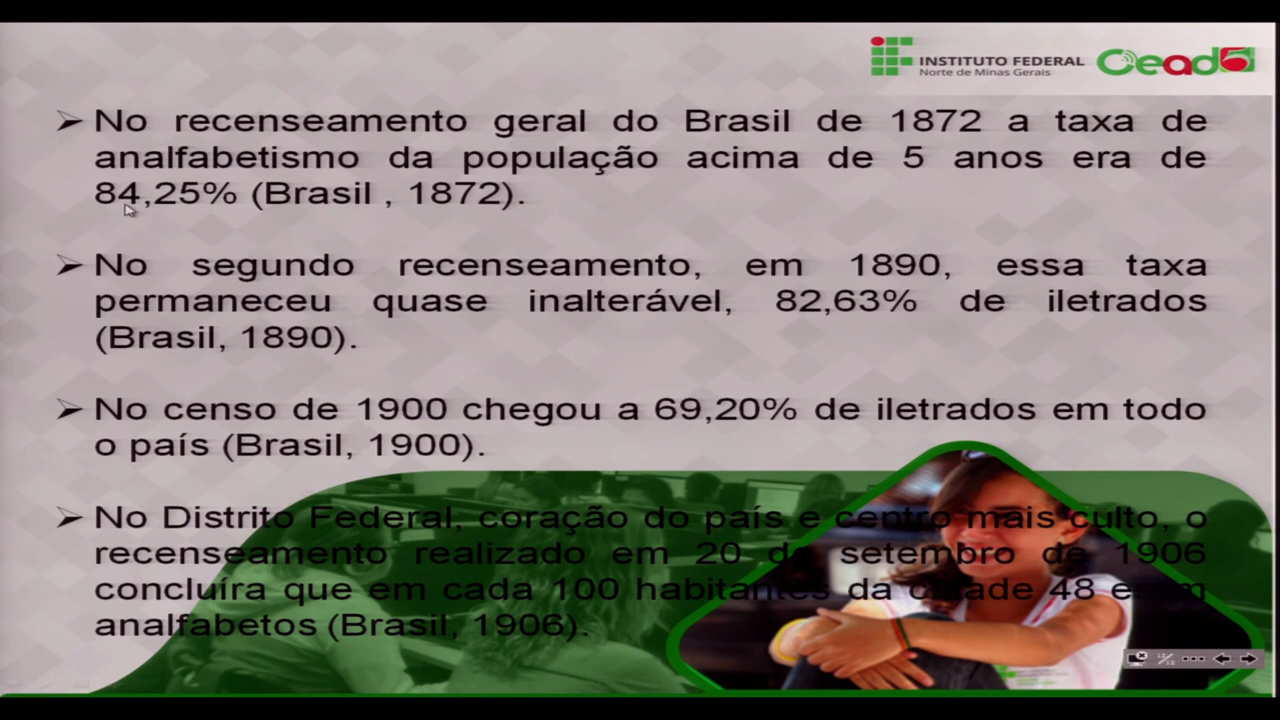 INSTITUTO FEDERAL
Norte de Minas Gerais
Cead
No recenseamento geral do Brasil de 1872 a taxa de
analfabetismo da população acima de 5 anos era de
84,25% (Brasil , 1872).
No segundo recenseamento, em 1890, essa taxa
permaneceu quase inalterável, 82,63% de iletrados
(Brasil, 1890).
No censo de 1900 chegou a 69,20% de iletrados em todo
o país (Brasil, 1900).
No Distrito Federal, coração do país e centro mais culto, o
recenseamento realizado em 20 de setembro de 1906
concluíra que em cada 100 habitantes da cidade 48 eram
analfabetos (Brasil, 1906).